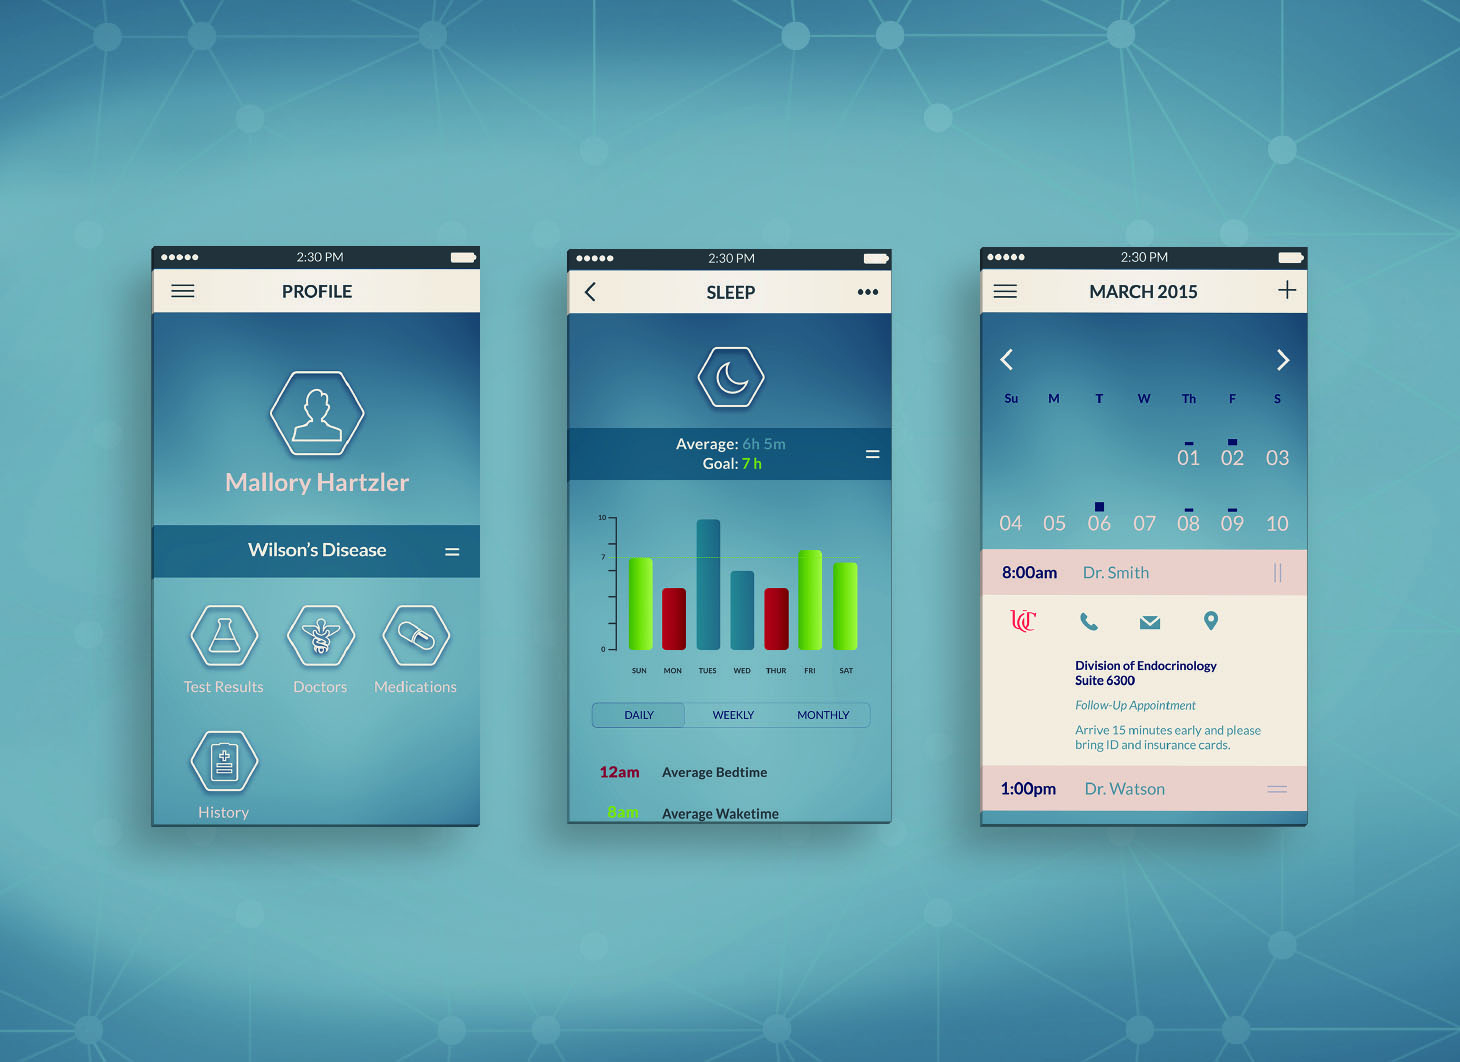 2:30 PM
PROFILE
Mallory Hartzler
Wilson's Disease
Test Results Doctors Medications
History
2:30 PM
SLEEP
Average: 6h 5m
Goal: 7 h
10
7
0
SUN MON TUES WED THUR FRI SAT
DAILY WEEKLY MONTHLY
12am Average Bedtime
8am Average Waketime
2:30 PM
MARCH 2015
Su M T W Th F S
01 02 03
04 05 06 07 08 09 10
8:00am Dr. Smith
UC
Division of Endocrinology
Suite 6300
Follow-Up Appointment
Arrive 15 minutes early and please
bring ID and insurance cards.
1:00pm Dr. Watson